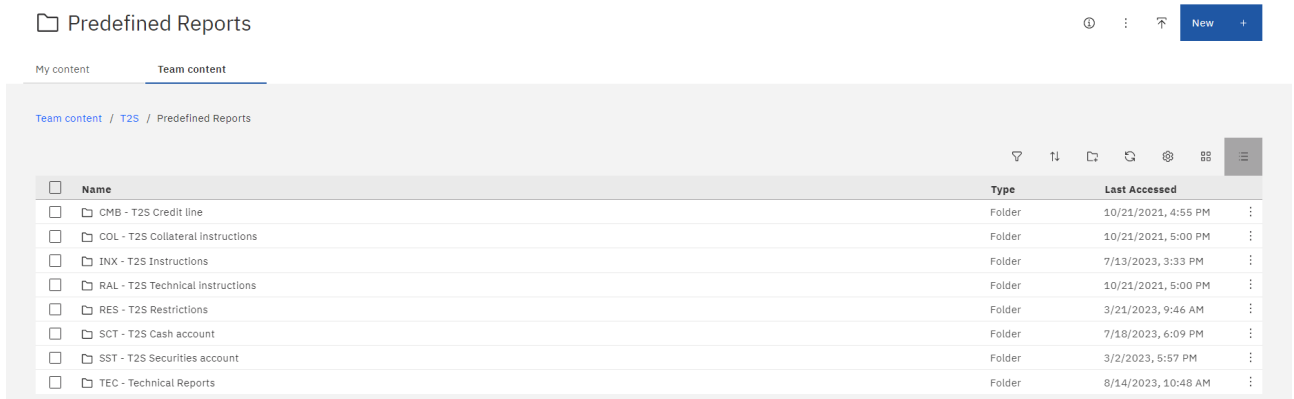 Predefined Reports
New +
My content Team content
Team content / T2S / Predefined Reports
Name Type Last Accessed
CMB - T2S Credit line Folder 10/21/2021, 4:55 PM
COL - T2S Collateral instructions Folder 10/21/2021, 5:00 PM
INX - T2S Instructions Folder 7/13/2023, 3:33 PM
RAL - T2S Technical instructions Folder 10/21/2021, 5:00 PM
RES - T2S Restrictions Folder 3/21/2023, 9:46 AM
SCT - T2S Cash account Folder 7/18/2023, 6:09 PM
SST - T2S Securities account Folder 3/2/2023, 5:57 PM
TEC - Technical Reports Folder 8/14/2023, 10:48 AM